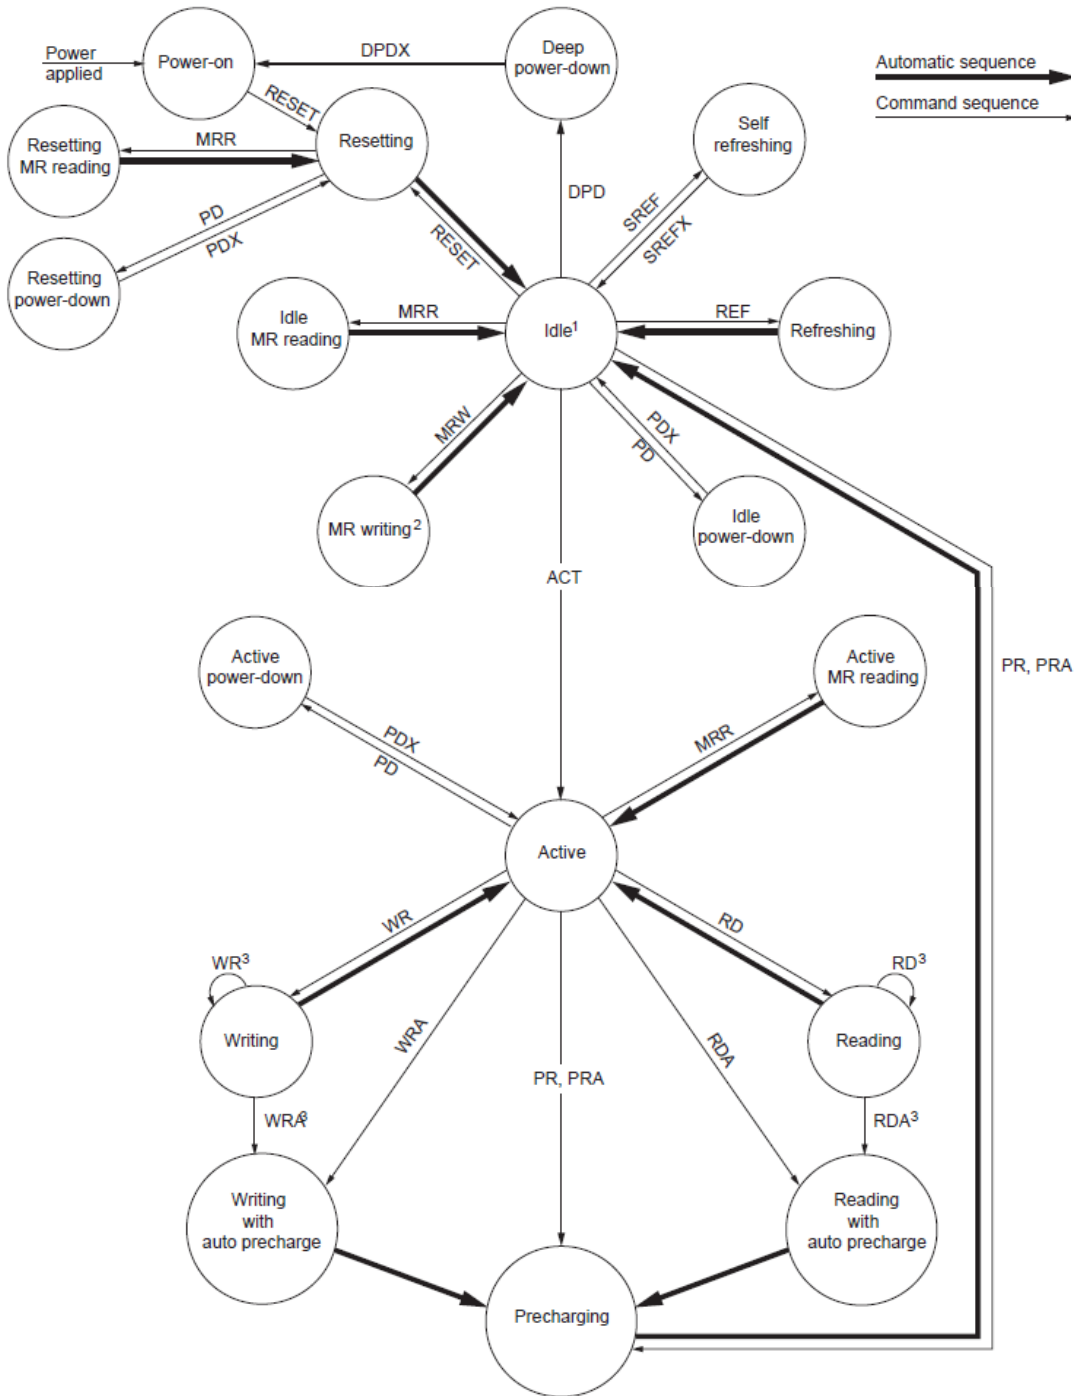 Power
applied
Power-on
DPDX
Deep
power-down
Automatic sequence
Command sequence
RESET
Resetting
MR reading
MRR
Resetting
Self
refreshing
DPD
SREF
SREFX
PD
PDX
RESET
Resetting
power-down
Idle
MR reading
MRR
Idle¹
REF
Refreshing
MRW
PDX
PD
MR writing²
Idle
power-down
ACT
Active
power-down
Active
MR reading
PR, PRA
PDX
PD
MRR
Active
WR
RD
WR³
RD³
Writing
Reading
WRA
RDA
PR, PRA
WRA³
RDA³
Writing
with
auto precharge
Reading
with
auto precharge
Precharging